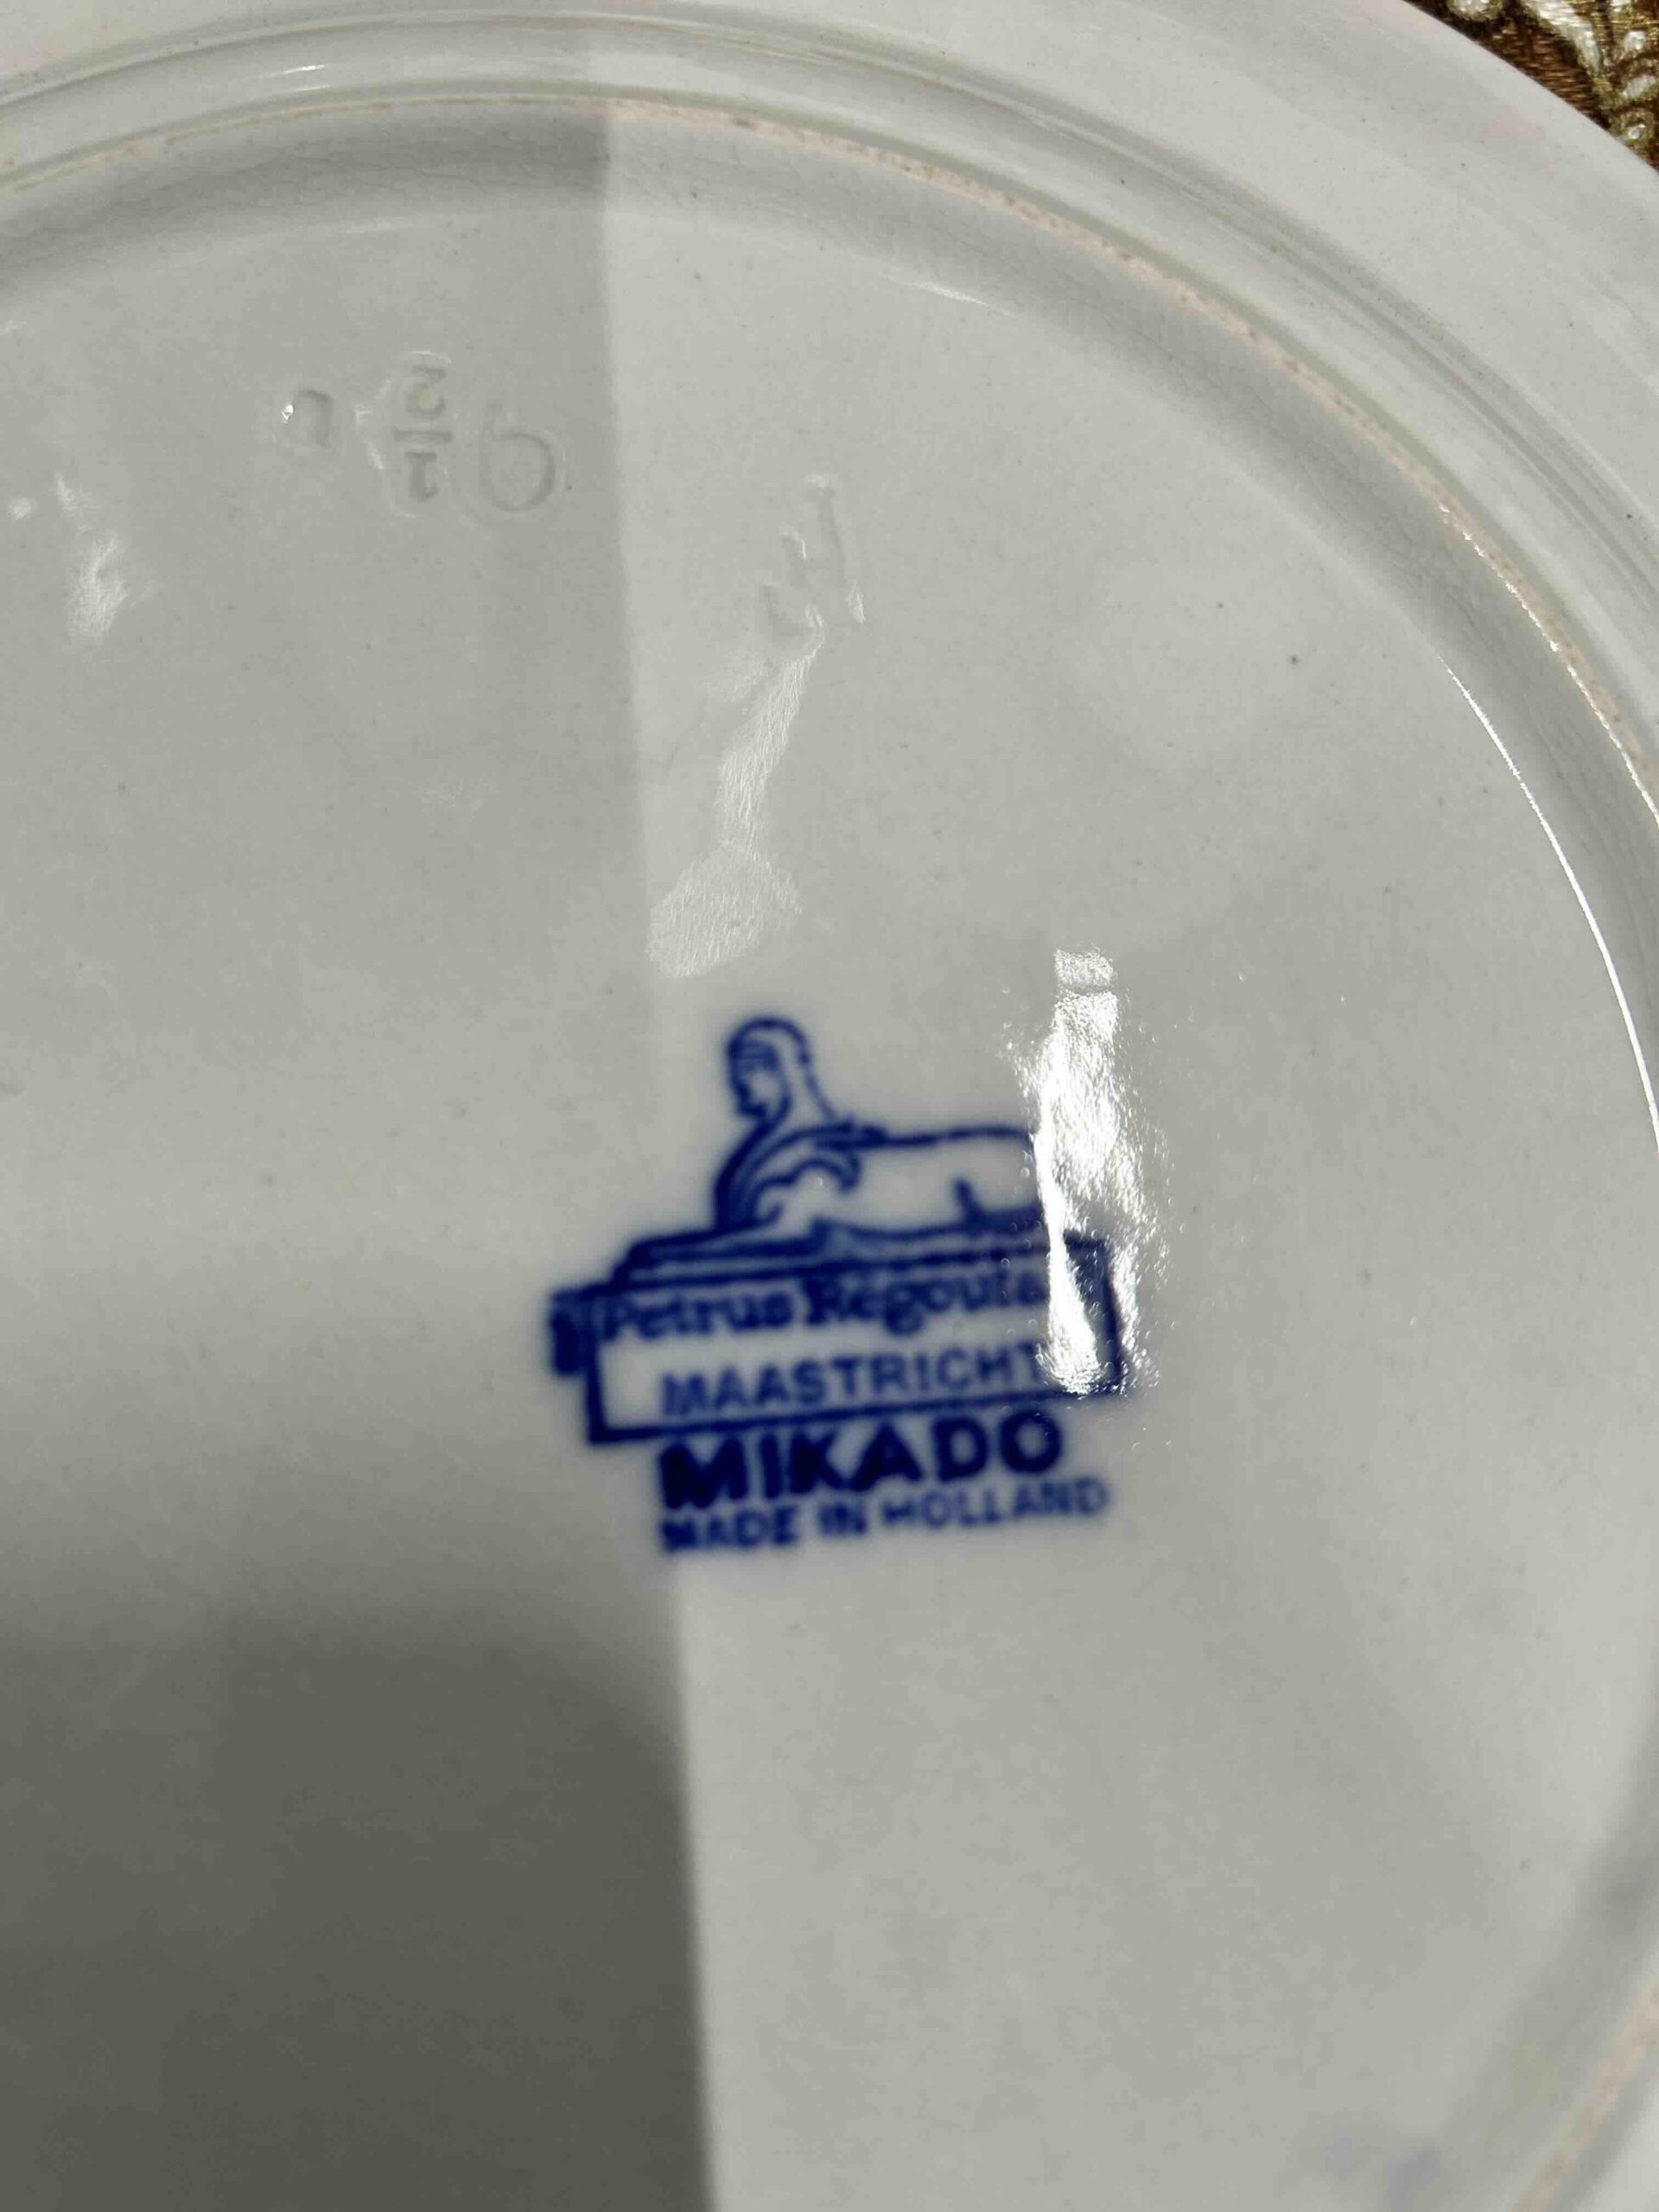 Petrus Regout
MAASTRICHT
MIKADO
MADE IN HOLLAND